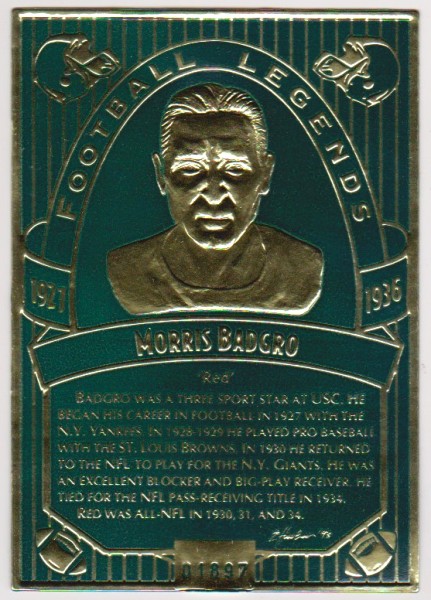 FOOTBALL LEGENDS
1927
1936
MORRIS BADGRO
'Red'
BADGRO WAS A THREE SPORT STAR AT USC. HE
BEGAN HIS CAREER IN FOOTBALL IN 1927 WITH THE
N.Y. YANKEES. IN 1928-1929 HE PLAYED PRO BASEBALL
WITH THE ST. LOUIS BROWNS. IN 1930 HE RETURNED
TO THE NFL TO PLAY FOR THE N.Y. GIANTS. HE WAS
AN EXCELLENT BLOCKER AND BIG-PLAY RECEIVER. HE
TIED FOR THE NFL PASS-RECEIVING TITLE IN 1934.
RED WAS ALL-NFL IN 1930, 31, AND 34.
01897